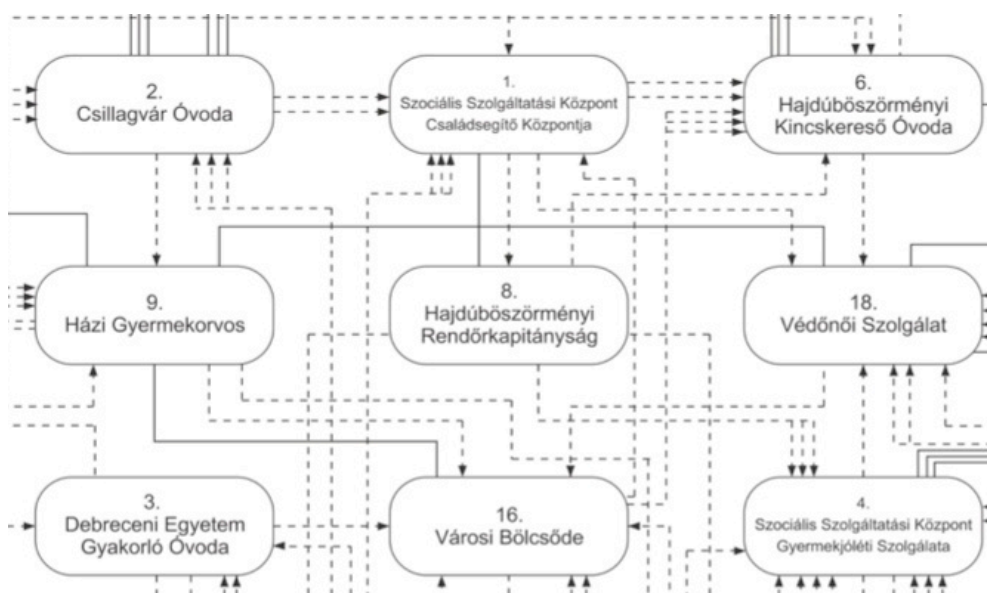 2.
Csillagvár Óvoda
1.
Szociális Szolgáltatási Központ
Családsegítő Központja
6.
Hajdúböszörményi
Kincskereső Óvoda
9.
Házi Gyermekorvos
8.
Hajdúböszörményi
Rendőrkapitányság
18.
Védőnői Szolgálat
3.
Debreceni Egyetem
Gyakorló Óvoda
16.
Városi Bölcsőde
4.
Szociális Szolgáltatási Központ
Gyermekjóléti Szolgálata